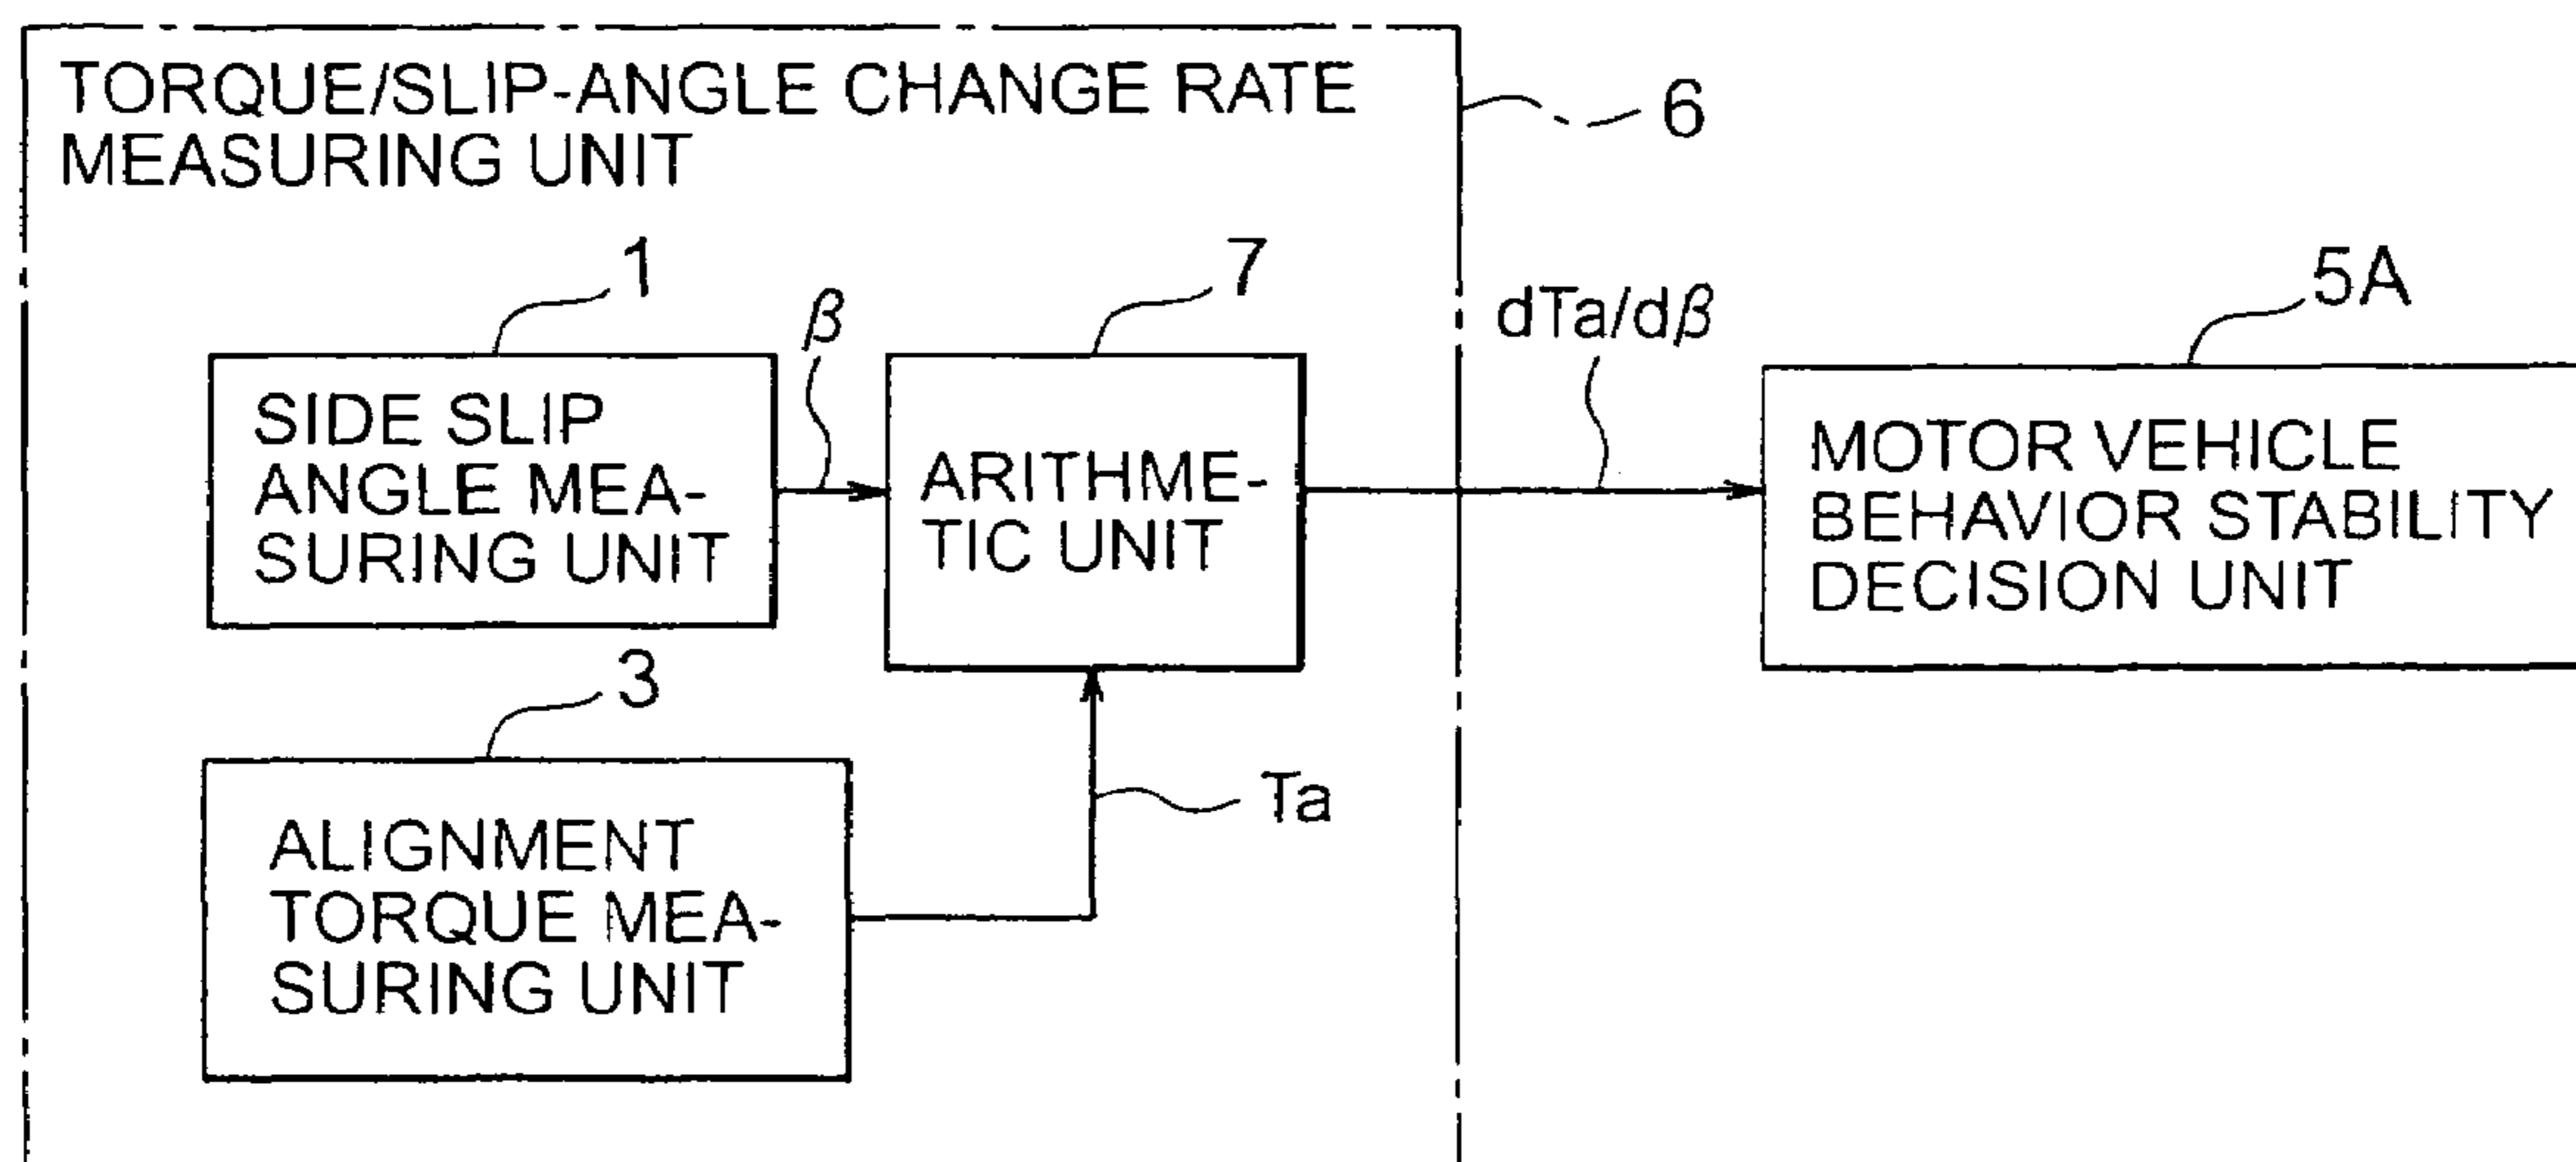 TORQUE/SLIP-ANGLE CHANGE RATE
MEASURING UNIT
6
1
β
7
dTa/dβ
5A
SIDE SLIP
ANGLE MEA-
SURING UNIT
ARITHME-
TIC UNIT
MOTOR VEHICLE
BEHAVIOR STABILITY
DECISION UNIT
3
Ta
ALIGNMENT
TORQUE MEA-
SURING UNIT